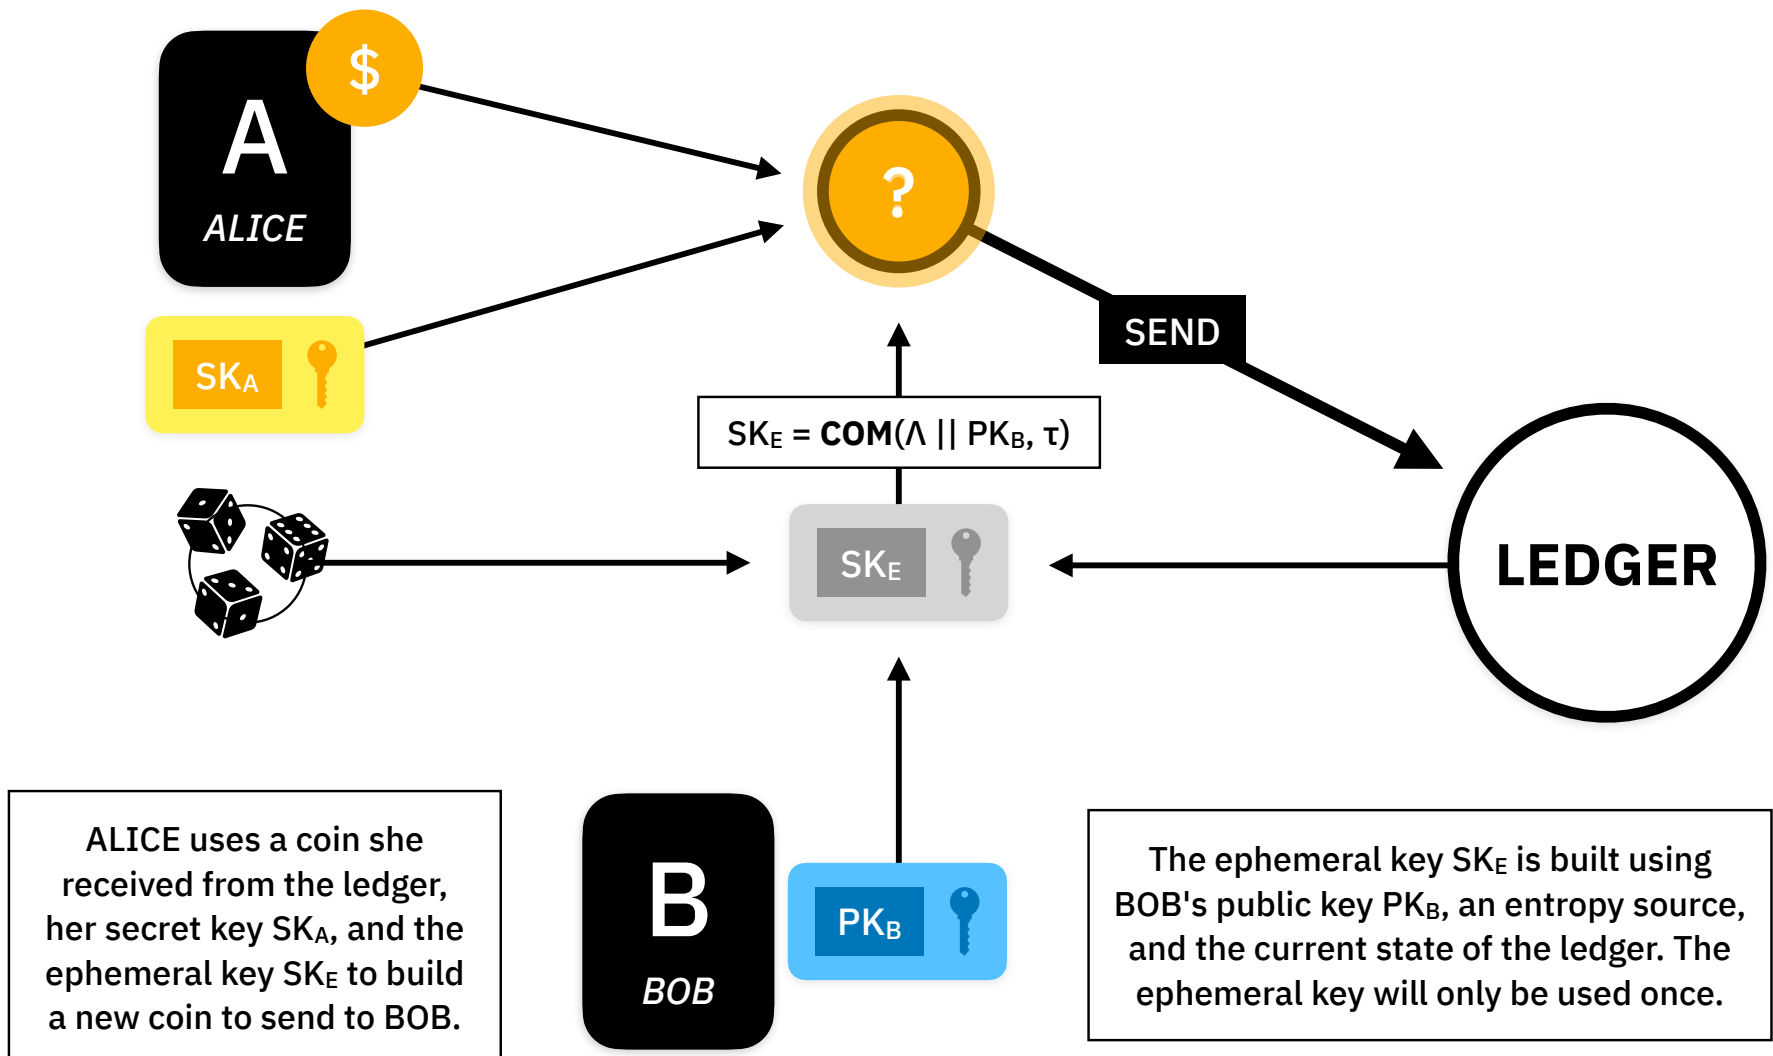 $
A
ALICE
?
SEND
SKA
SKE = COM(Λ || PKB, τ)
SKE
LEDGER
B
BOB
PKB
ALICE uses a coin she
received from the ledger,
her secret key SKA, and the
ephemeral key SKE to build
a new coin to send to BOB.
The ephemeral key SKE is built using
BOB's public key PKB, an entropy source,
and the current state of the ledger. The
ephemeral key will only be used once.